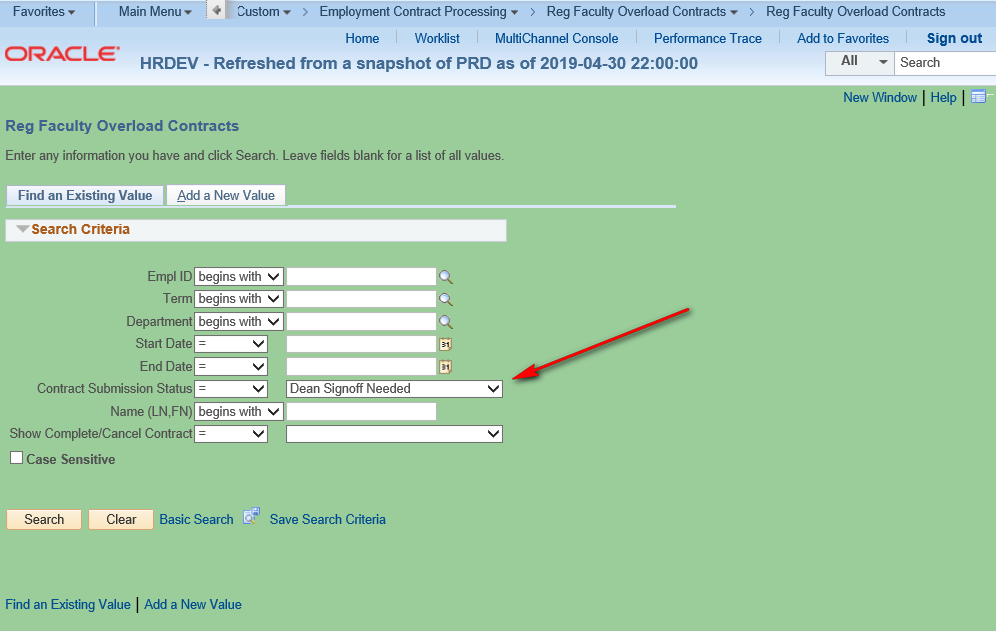 Favorites Main Menu Custom > Employment Contract Processing > Reg Faculty Overload Contracts > Reg Faculty Overload Contracts
Home Worklist MultiChannel Console Performance Trace Add to Favorites Sign out
ORACLE®
HRDEV - Refreshed from a snapshot of PRD as of 2019-04-30 22:00:00
All Search
New Window | Help |
Reg Faculty Overload Contracts
Enter any information you have and click Search. Leave fields blank for a list of all values.
Find an Existing Value Add a New Value
Search Criteria
Empl ID begins with
Term begins with
Department begins with
Start Date = 31
End Date = 31
Contract Submission Status = Dean Signoff Needed
Name (LN,FN) begins with
Show Complete/Cancel Contract =
Case Sensitive
Search Clear Basic Search Save Search Criteria
Find an Existing Value | Add a New Value